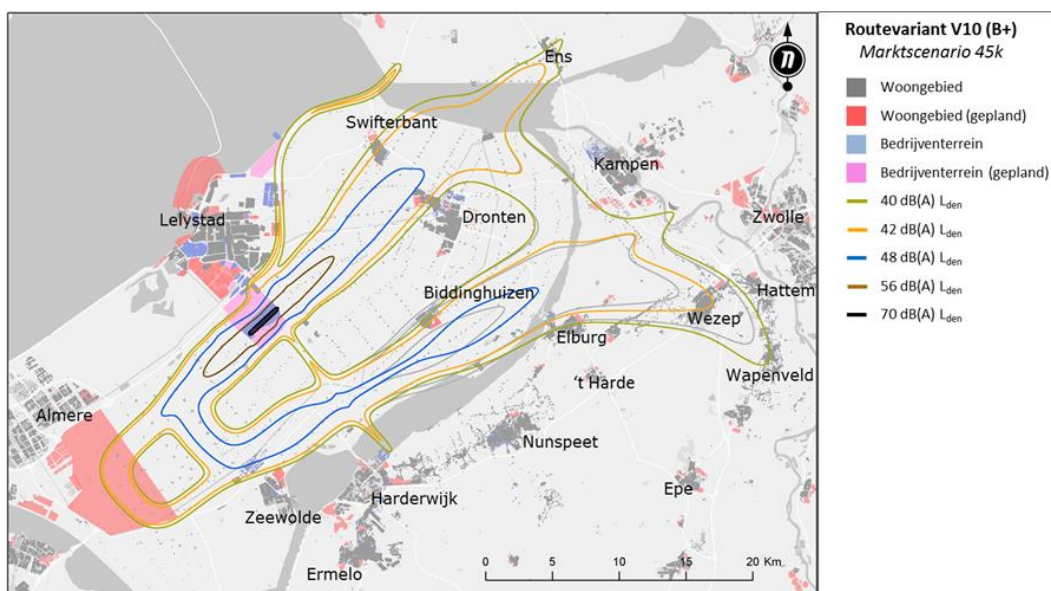 Routevariant V10 (B+)
Marktscenario 45k
n
Woongebied
Woongebied (gepland)
Bedrijventerrein
Bedrijventerrein (gepland)
40 dB(A) Lden
42 dB(A) Lden
48 dB(A) Lden
56 dB(A) Lden
70 dB(A) Lden
Ens
Swifterbant
Kampen
Lelystad
Dronten
Zwolle
Biddinghuizen
Hattem
Wezep
Elburg
Wapenveld
't Harde
Almere
Nunspeet
Epe
Harderwijk
Zeewolde
Ermelo
0 5 10 15 20 Km